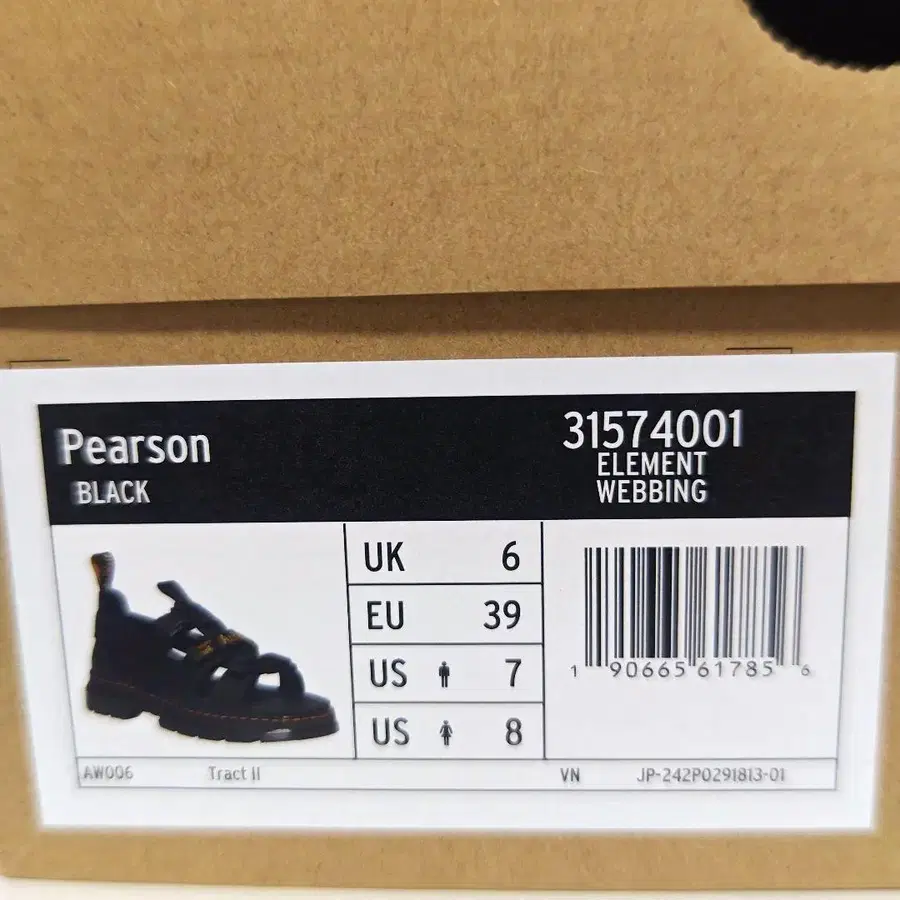 Pearson
BLACK
31574001
ELEMENT
WEBBING
UK 6
EU 39
US 7
US 8
1 90665 61785 6
AW006 Tract II VN JP-242P0291813-01